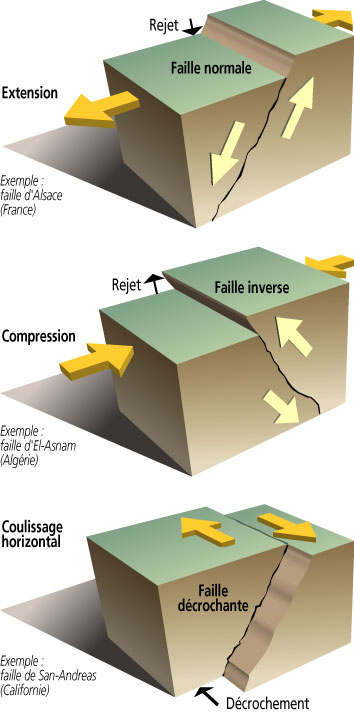 Rejet
Faille normale
Extension
Exemple :
faille d'Alsace
(France)
Rejet
Faille inverse
Compression
Exemple :
faille d'El-Asnam
(Algérie)
Coulissage
horizontal
Faille
décrochante
Exemple :
faille de San-Andreas
(Californie)
Décrochement